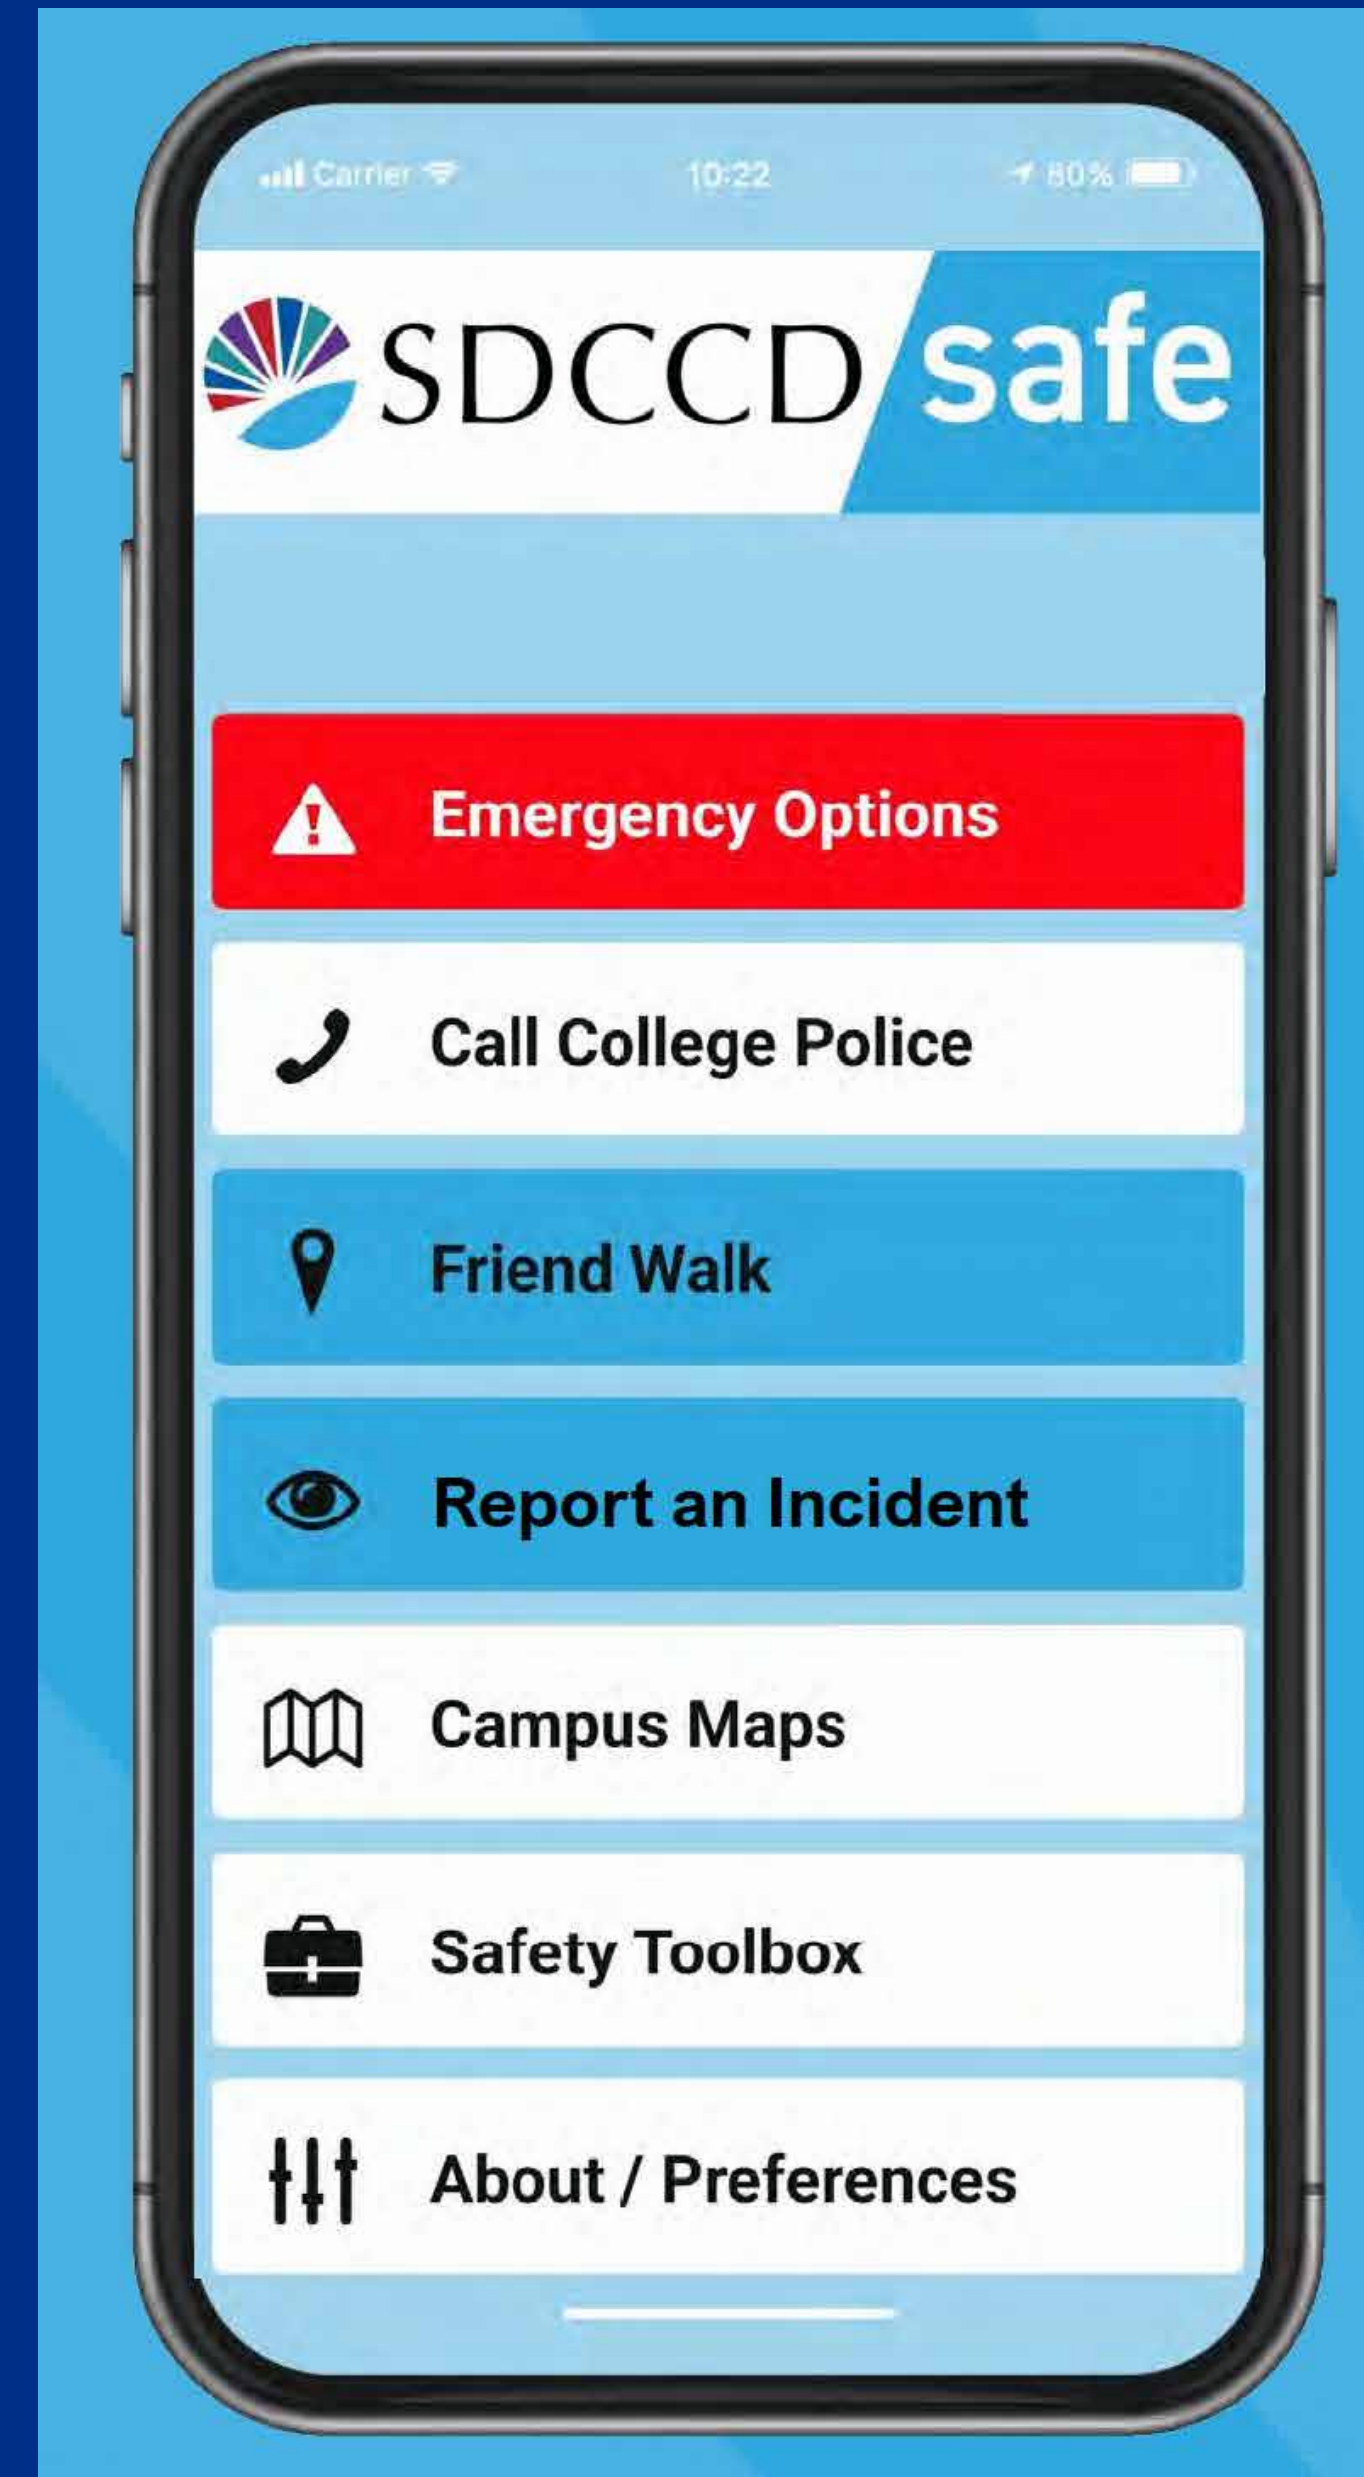 Carrier 10:22 80%
SDCCD safe
Emergency Options
Call College Police
Friend Walk
Report an Incident
Campus Maps
Safety Toolbox
About / Preferences